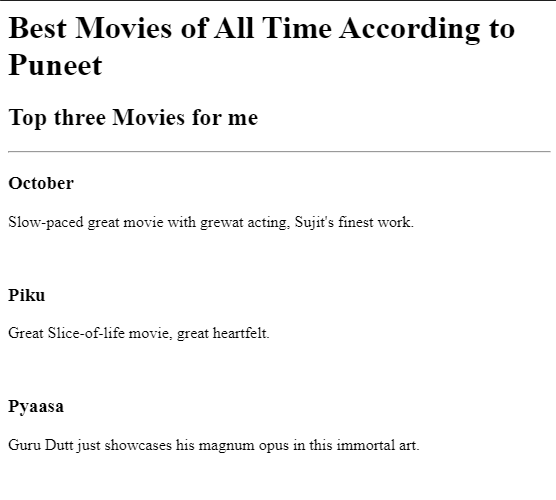 Best Movies of All Time According to
Puneet
Top three Movies for me
October
Slow-paced great movie with grewat acting, Sujit's finest work.
Piku
Great Slice-of-life movie, great heartfelt.
Pyaasa
Guru Dutt just showcases his magnum opus in this immortal art.